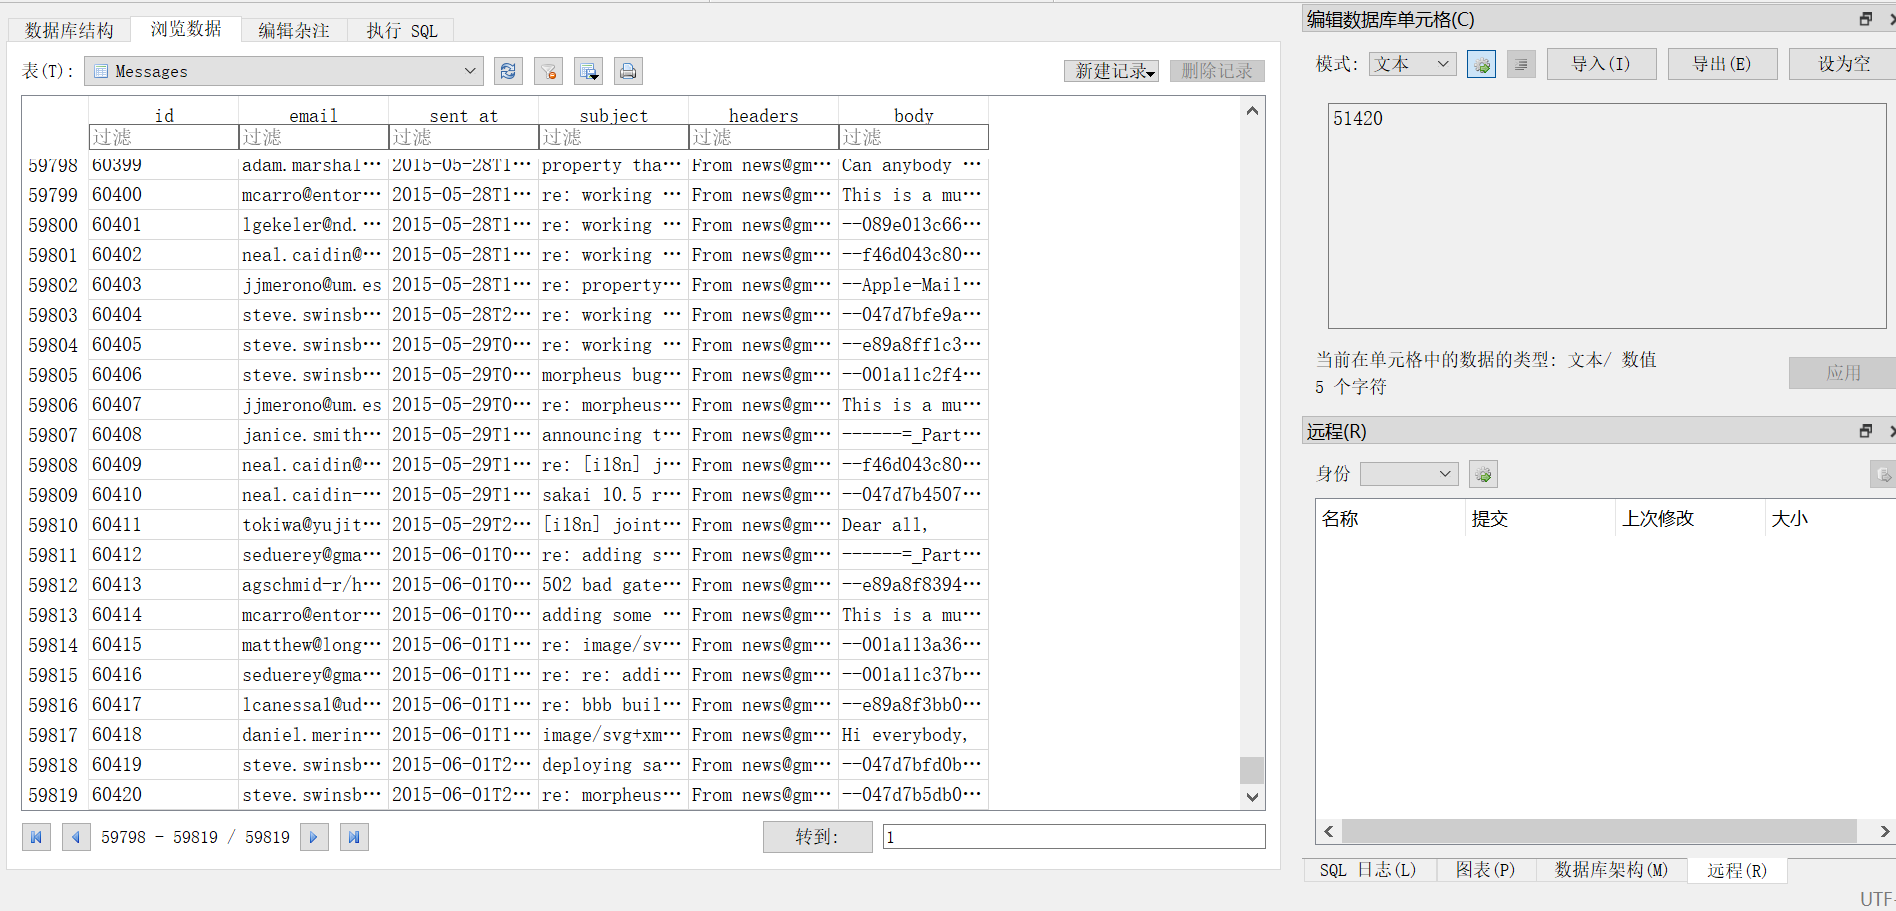 数据库结构 浏览数据 编辑杂注 执行 SQL
表(T): Messages 新建记录 删除记录
id email sent_at subject headers body
过滤 过滤 过滤 过滤 过滤 过滤
59798 60399 adam.marshal··· 2015-05-28T1··· property tha··· From news@gm··· Can anybody ···
59799 60400 mcarro@entor··· 2015-05-28T1··· re: working ··· From news@gm··· This is a mu···
59800 60401 lgekeler@nd.··· 2015-05-28T1··· re: working ··· From news@gm··· --089e013c66···
59801 60402 neal.caidin@··· 2015-05-28T1··· re: working ··· From news@gm··· --f46d043c80···
59802 60403 jjmerono@um.es 2015-05-28T1··· re: property··· From news@gm··· --Apple-Mail···
59803 60404 steve.swinsb··· 2015-05-28T2··· re: working ··· From news@gm··· --047d7bfe9a···
59804 60405 steve.swinsb··· 2015-05-29T0··· re: working ··· From news@gm··· --e89a8ff1c3···
59805 60406 steve.swinsb··· 2015-05-29T0··· morpheus bug··· From news@gm··· --001a11c2f4···
59806 60407 jjmerono@um.es 2015-05-29T0··· re: morpheus··· From news@gm··· This is a mu···
59807 60408 janice.smith··· 2015-05-29T1··· announcing t··· From news@gm··· ------=_Part···
59808 60409 neal.caidin@··· 2015-05-29T1··· re: [i18n] j··· From news@gm··· --f46d043c80···
59809 60410 neal.caidin-··· 2015-05-29T1··· sakai 10.5 r··· From news@gm··· --047d7b4507···
59810 60411 tokiwa@yujit··· 2015-05-29T2··· [i18n] joint··· From news@gm··· Dear all,
59811 60412 seduerey@gma··· 2015-06-01T0··· re: adding s··· From news@gm··· ------=_Part···
59812 60413 agschmid-r/h··· 2015-06-01T0··· 502 bad gate··· From news@gm··· --e89a8f8394···
59813 60414 mcarro@entor··· 2015-06-01T0··· adding some ··· From news@gm··· This is a mu···
59814 60415 matthew@long··· 2015-06-01T1··· re: image/sv··· From news@gm··· --001a113a36···
59815 60416 seduerey@gma··· 2015-06-01T1··· re: re: addi··· From news@gm··· --001a11c37b···
59816 60417 lcanessal@ud··· 2015-06-01T1··· re: bbb buil··· From news@gm··· --e89a8f3bb0···
59817 60418 daniel.merin··· 2015-06-01T1··· image/svg+xm··· From news@gm··· Hi everybody,
59818 60419 steve.swinsb··· 2015-06-01T2··· deploying sa··· From news@gm··· --047d7bfd0b···
59819 60420 steve.swinsb··· 2015-06-01T2··· re: morpheus··· From news@gm··· --047d7b5db0···
59798 - 59819 / 59819 转到: 1
编辑数据库单元格(C)
模式: 文本 导入(I) 导出(E) 设为空
51420
当前在单元格中的数据的类型: 文本/ 数值
5 个字符
应用
远程(R)
身份
名称 提交 上次修改 大小
SQL 日志(L) 图表(P) 数据库架构(M) 远程(R)
UTF-